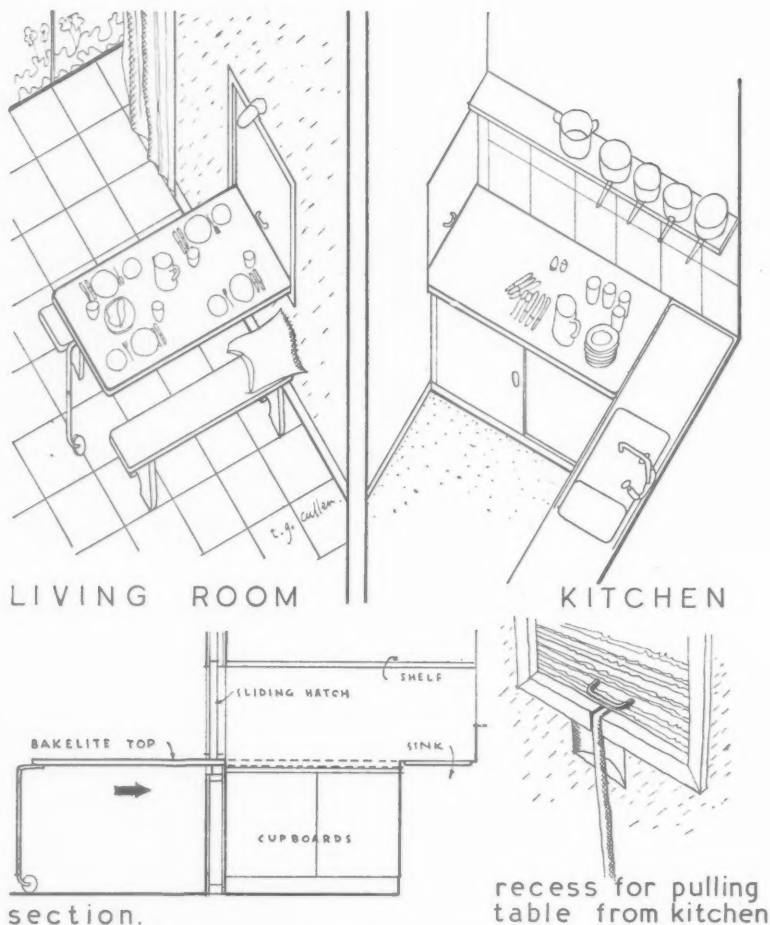 t.g. cullen.
LIVING ROOM
KITCHEN
SHELF
SLIDING HATCH
BAKELITE TOP
SINK
CUPBOARDS
section.
recess for pulling
table from kitchen